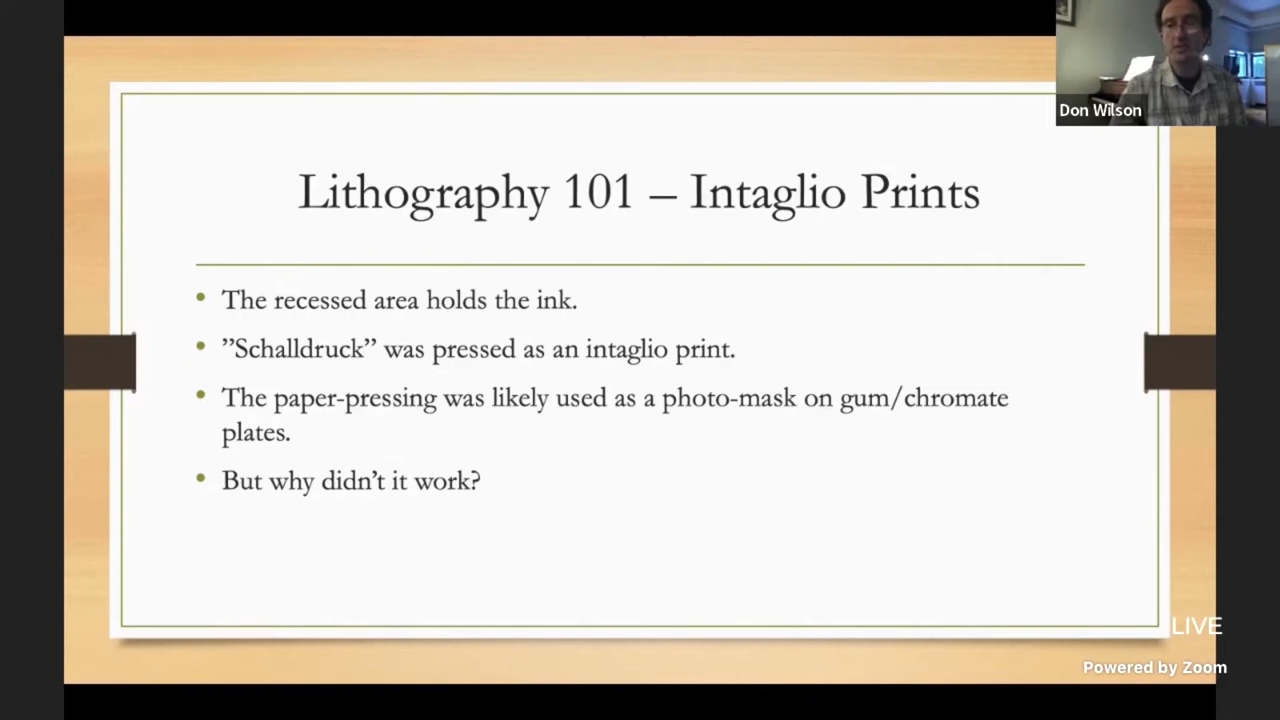 Don Wilson
Lithography 101 – Intaglio Prints
• The recessed area holds the ink.
• ”Schalldruck” was pressed as an intaglio print.
• The paper-pressing was likely used as a photo-mask on gum/chromate
plates.
• But why didn’t it work?
LIVE
Powered by Zoom